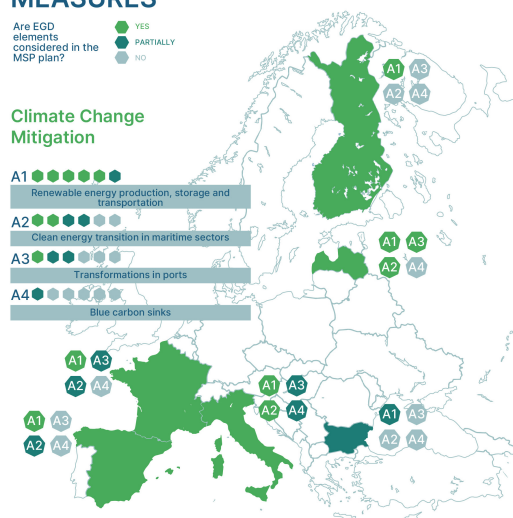 MEASURES
Are EGD
elements
considered in the
MSP plan?
YES
PARTIALLY
NO
Climate Change
Mitigation
A1
Renewable energy production, storage and
transportation
A2
Clean energy transition in maritime sectors
A3
Transformations in ports
A4
Blue carbon sinks
A1 A3
A2 A4
A1 A3
A2 A4
A1 A3
A2 A4
A1 A3
A2 A4
A1 A3
A2 A4
A1 A3
A2 A4